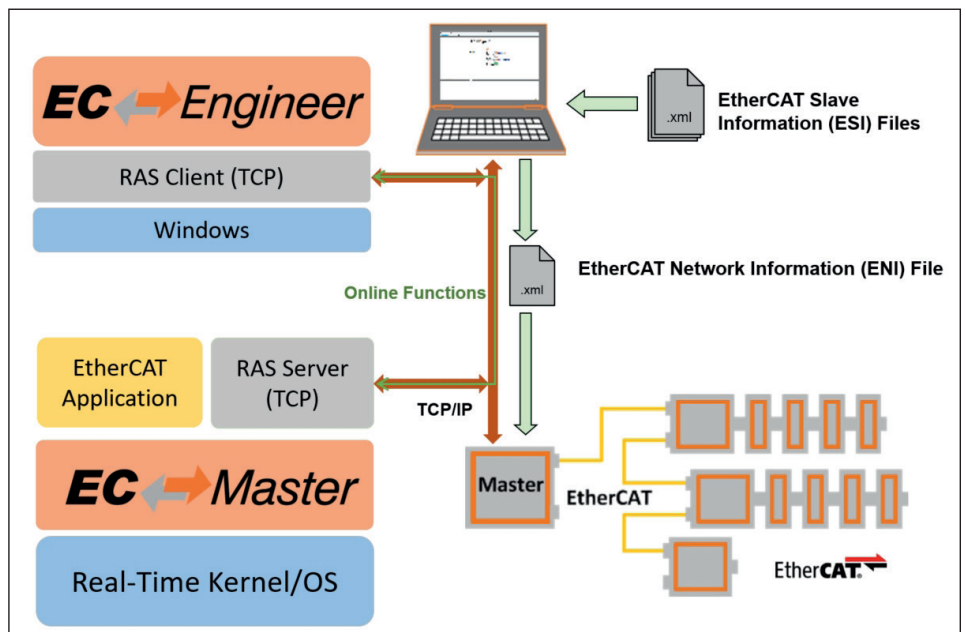 EC Engineer
RAS Client (TCP)
Windows
.xml
EtherCAT Slave
Information (ESI) Files
.xml
EtherCAT Network Information (ENI) File
Online Functions
EtherCAT
Application
RAS Server
(TCP)
TCP/IP
EC Master
Real-Time Kernel/OS
Master
EtherCAT
EtherCAT®